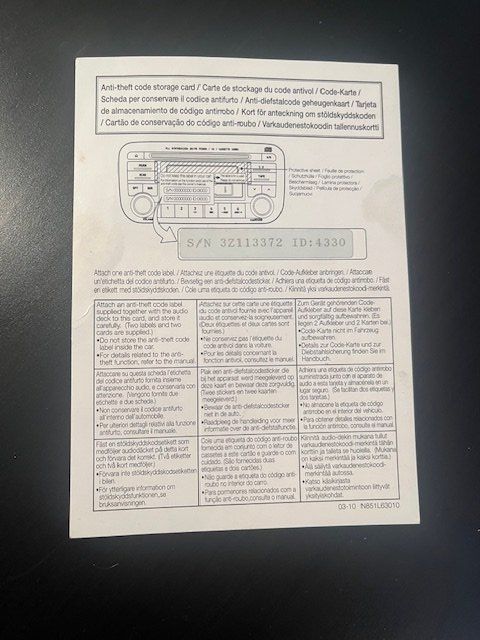 Anti-theft code storage card / Carte de stockage du code antivol / Code-Karte /
Scheda per conservare il codice antifurto / Anti-diefstalcode geheugenkaart / Tarjeta
de almacenamiento de código antirrobo / Kort för anteckning om stöldskyddskoden
/ Cartão de conservação do código anti-roubo / Varkaudenestokoodin tallennuskortti
Protective sheet / Feuille de protection
/ Schutzhülle / Foglio protettivo /
Bescherming / Lamina protectora /
Skyddsblad / Película de protecção /
Suojamuovi
Do not keep this label in your car.
S/N 00000000 ID:0000
S/N 00000000 ID:0000
S/N 3Z113372 ID:4330
Attach one anti-theft code label. / Attachez une étiquette du code antivol. / Code-Aufkleber anbringen. / Attaccare
un'etichetta del codice antifurto. / Bevestig een anti-diefstalcodesticker. / Adhiera una etiqueta de código antirrobo. / Fäst
en etikett med stöldskyddskoden. / Cole uma etiqueta do código anti-roubo. / Kiinnitä yksi varkaudenestokoodi-merkintä.
Attach an anti-theft code label
supplied together with the audio
deck to this card, and store it
carefully. (Two labels and two
cards are supplied.)
•Do not store the anti-theft code
label inside the car.
•For details related to the anti-
theft function, refer to the manual.
Attachez sur cette carte une étiquette
du code antivol fournie avec l'appareil
audio et conservez-la soigneusement.
(Deux étiquettes et deux cartes sont
fournies.)
•Ne conservez pas l'étiquette du
code antivol dans la voiture.
•Pour les détails concernant la
fonction antivol, consultez le manuel.
Zum Gerät gehörenden Code-
Aufkleber auf diese Karte kleben
und sorgfältig aufbewahren. (Es
liegen 2 Aufkleber und 2 Karten bei.)
•Code-Karte nicht im Fahrzeug
aufbewahren.
•Details zur Code-Karte und zur
Diebstahlsicherung finden Sie im
Handbuch.
Attaccare su questa scheda l'etichetta
del codice antifurto fornita insieme
all'apparecchio audio, e conservarla con
attenzione. (Vengono fornite due
etichette e due schede.)
•Non conservare il codice antifurto
all'interno dell'automobile.
•Per ulteriori dettagli relativi alla funzione
antifurto, consultare il manuale.
Plak een anti-diefstalcodesticker die
bij het apparaat werd meegeleverd op
deze kaart en bewaar deze zorgvuldig.
(Twee stickers en twee kaarten
meegeleverd.)
•Bewaar de anti-diefstalcodesticker
niet in de auto.
•Raadpleeg de handleiding voor meer
informatie over de anti-diefstalfunctie.
Adhiera una etiqueta de código antirrobo
suministrada junto con el aparato de
audio a esta tarjeta y almacénela en un
lugar seguro. (Se facilitan dos etiquetas y
dos tarjetas.)
•No almacene la etiqueta de código
antirrobo en el interior del vehículo.
•Para obtener detalles relacionados con
la función antirrobo, consulte el manual.
Fäst en stöldskyddskodsetikett som
medföljer audiodäcket på detta kort
och förvara det korrekt. (Två etiketter
och två kort medföljer.)
•Förvara inte stöldskyddskodsetiketten
i bilen.
•För ytterligare information om
stöldskyddsfunktionen, se
bruksanvisningen.
Cole uma etiqueta do código anti-roubo
fornecida em conjunto com o leitor de
cassetes a este cartão e guarde-o com
cuidado. (São fornecidas duas
etiquetas e dois cartões.)
•Não guarde a etiqueta do código anti-
roubo no interior do carro.
•Para pormenores relacionados com a
função anti-roubo, consulte o manual.
Kiinnitä audio-dekin mukana tullut
varkaudenestokoodi-merkintä tähän
korttiin ja talleta se huolella. (Mukana
on kaksi merkintää ja kaksi korttia.)
•Älä säilytä varkaudenestokoodi-
merkintää autossa.
•Katso käsikirjasta
varkaudenestotoimintoon liittyvät
yksityiskohdat.
03-10 N851L63010